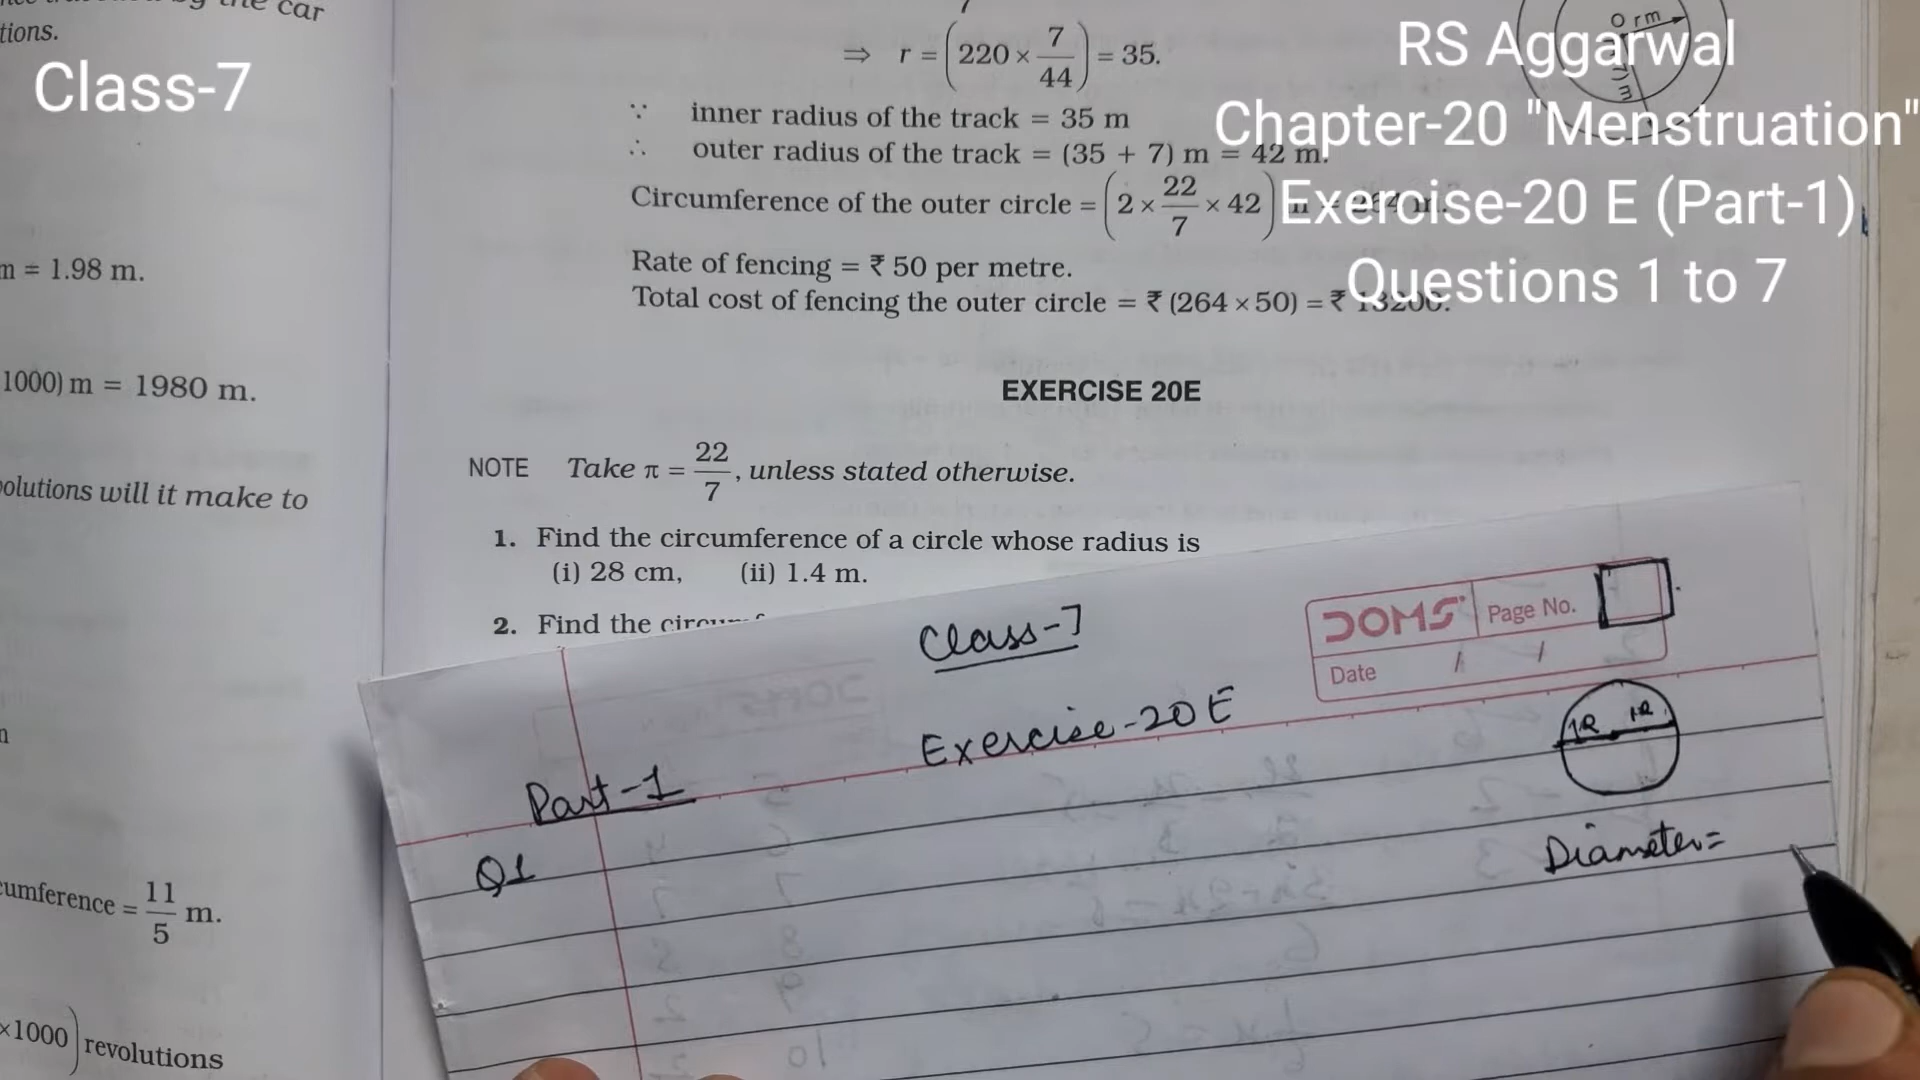 car
tions.
Class-7
m = 1.98 m.
1000) m = 1980 m.
olutions will it make to
cumference = 11/5 m.
×1000) revolutions
⇒ r = (220 × 7/44) = 35.
O r m
RS Aggarwal
∵ inner radius of the track = 35 m
Chapter-20 "Menstruation"
∴ outer radius of the track = (35 + 7) m = 42 m.
Circumference of the outer circle = (2 × 22/7 × 42) m = 264 m.
Exercise-20 E (Part-1)
Rate of fencing = ₹ 50 per metre.
Questions 1 to 7
Total cost of fencing the outer circle = ₹ (264 × 50) = ₹ 13200.
EXERCISE 20E
NOTE Take π = 22/7, unless stated otherwise.
1. Find the circumference of a circle whose radius is
(i) 28 cm, (ii) 1.4 m.
2. Find the
Class-7
DOMS Page No.
Date / /
Exercise-20 E
Part-1
Q1
Diameter=